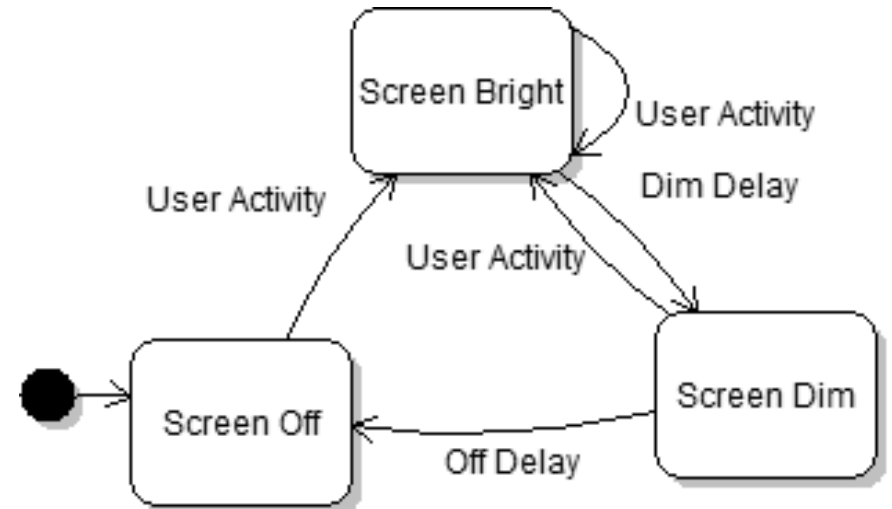 Screen Bright
User Activity
Dim Delay
User Activity
User Activity
Screen Dim
Screen Off
Off Delay